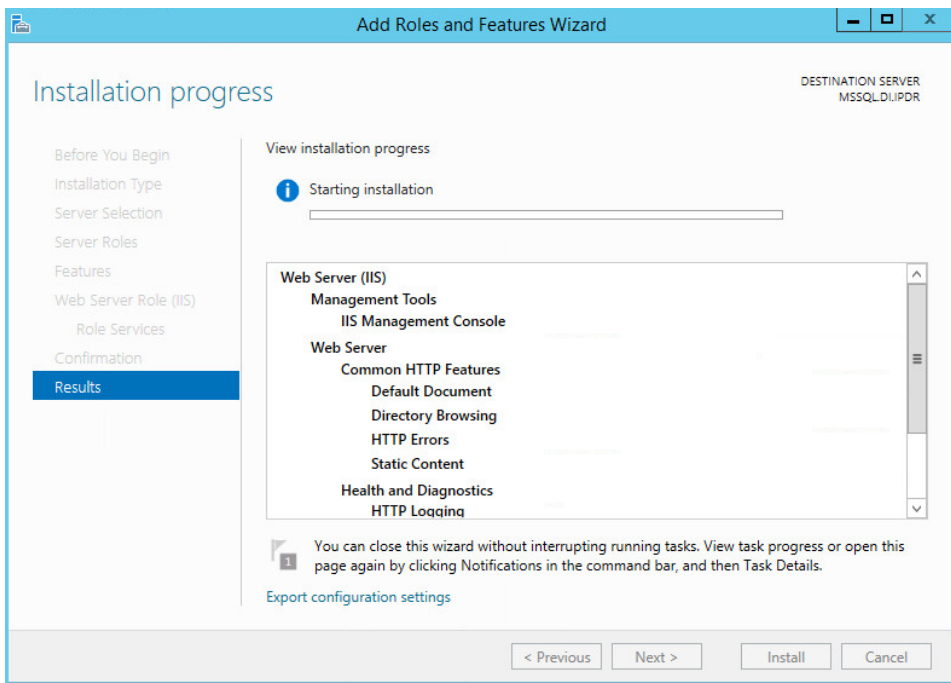 Add Roles and Features Wizard
Installation progress
DESTINATION SERVER
MSSQL.DI.IPDR
Before You Begin
Installation Type
Server Selection
Server Roles
Features
Web Server Role (IIS)
Role Services
Confirmation
Results
View installation progress
Starting installation
Web Server (IIS)
Management Tools
IIS Management Console
Web Server
Common HTTP Features
Default Document
Directory Browsing
HTTP Errors
Static Content
Health and Diagnostics
HTTP Logging
1
You can close this wizard without interrupting running tasks. View task progress or open this
page again by clicking Notifications in the command bar, and then Task Details.
Export configuration settings
< Previous
Next >
Install
Cancel